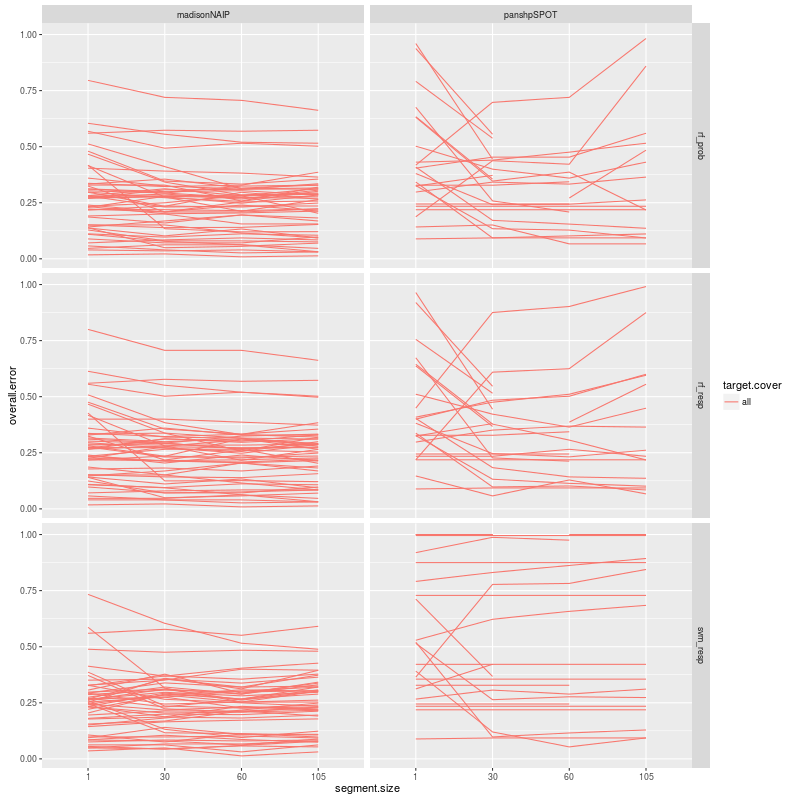 madisonNAIP
panshpSPOT
1.00
0.75
0.50
0.25
0.00
rf_prob
1.00
0.75
0.50
0.25
0.00
rf_resp
overall.error
target.cover
all
1.00
0.75
0.50
0.25
0.00
svm_resp
1 30 60 105
1 30 60 105
segment.size